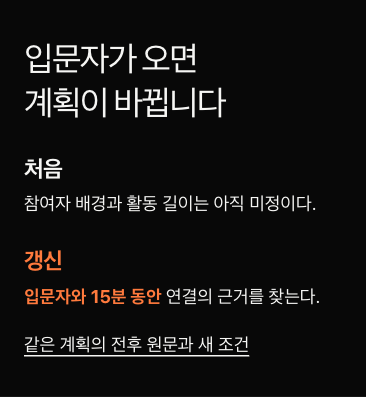 입문자가 오면
계획이 바뀝니다
처음
참여자 배경과 활동 길이는 아직 미정이다.
갱신
입문자와 15분 동안 연결의 근거를 찾는다.
같은 계획의 전후 원문과 새 조건